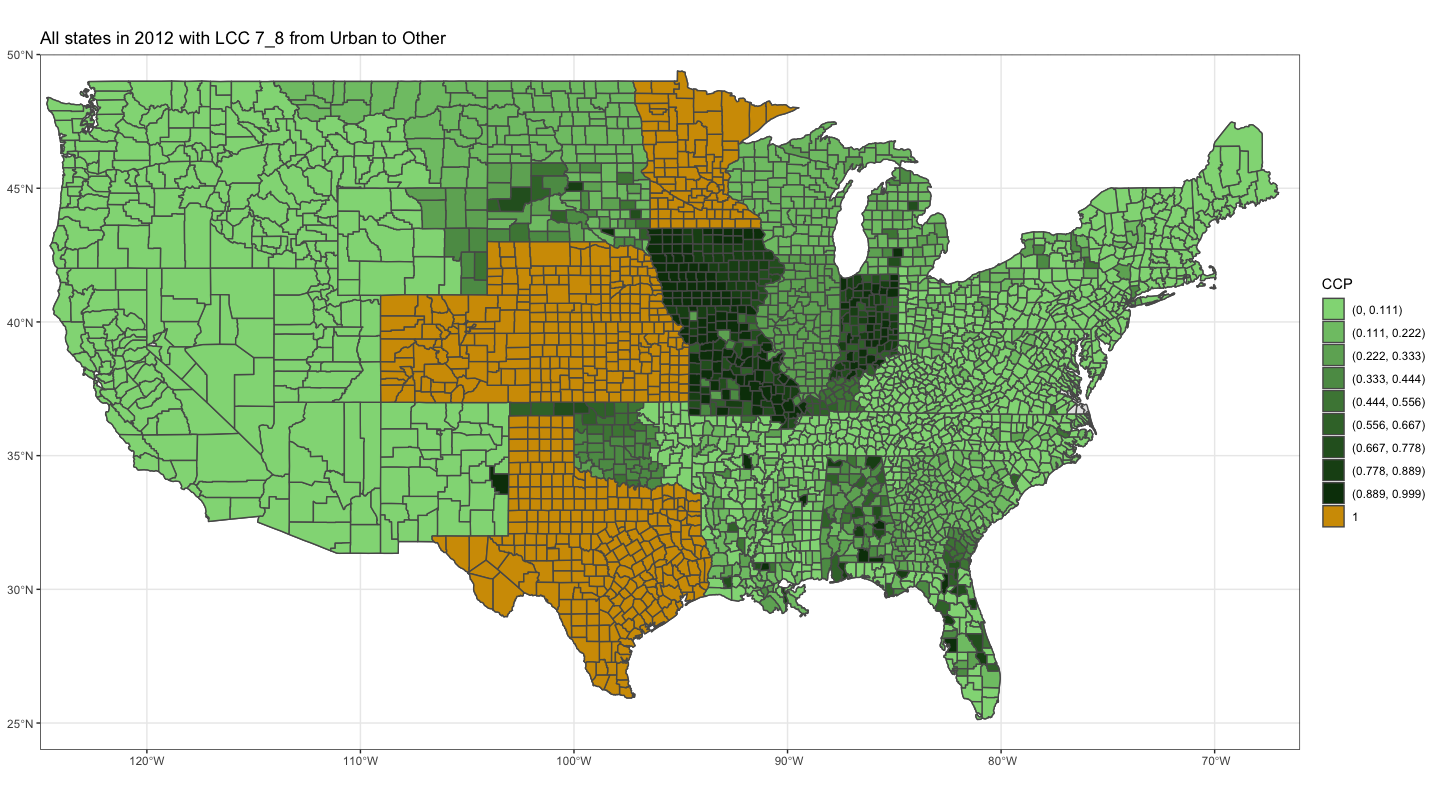 All states in 2012 with LCC 7_8 from Urban to Other
50°N
45°N
40°N
35°N
30°N
25°N
120°W
110°W
100°W
90°W
80°W
70°W
CCP
(0, 0.111)
(0.111, 0.222)
(0.222, 0.333)
(0.333, 0.444)
(0.444, 0.556)
(0.556, 0.667)
(0.667, 0.778)
(0.778, 0.889)
(0.889, 0.999)
1